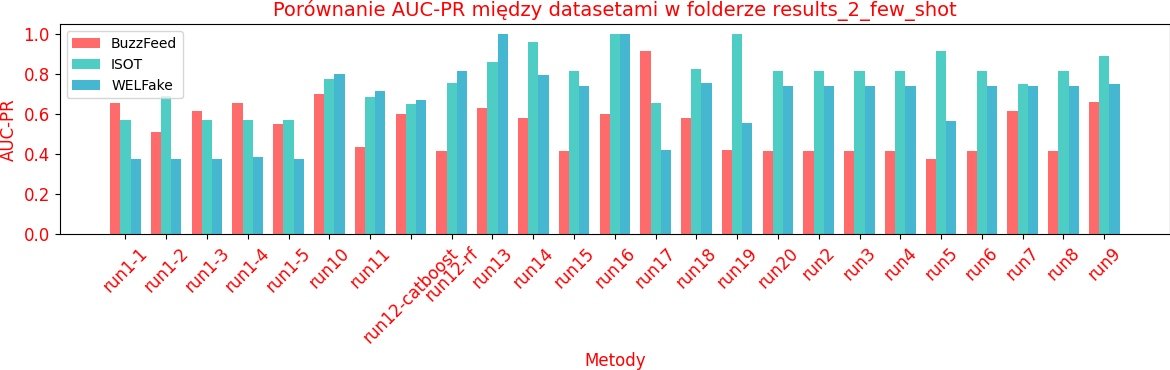 Porównanie AUC-PR między datasetami w folderze results_2_few_shot
AUC-PR
1.0
0.8
0.6
0.4
0.2
0.0
BuzzFeed
ISOT
WELFake
run1-1
run1-2
run1-3
run1-4
run1-5
run10
run11
run12-catboost
run12-rf
run13
run14
run15
run16
run17
run18
run19
run20
run2
run3
run4
run5
run6
run7
run8
run9
Metody